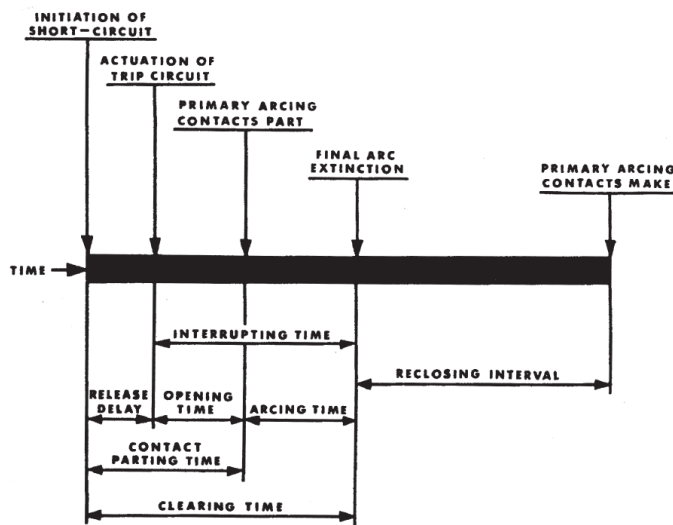 INITIATION OF
SHORT-CIRCUIT
ACTUATION OF
TRIP CIRCUIT
PRIMARY ARCING
CONTACTS PART
FINAL ARC
EXTINCTION
PRIMARY ARCING
CONTACTS MAKE
TIME
INTERRUPTING TIME
RECLOSING INTERVAL
RELEASE
DELAY
OPENING
TIME
ARCING TIME
CONTACT
PARTING TIME
CLEARING TIME